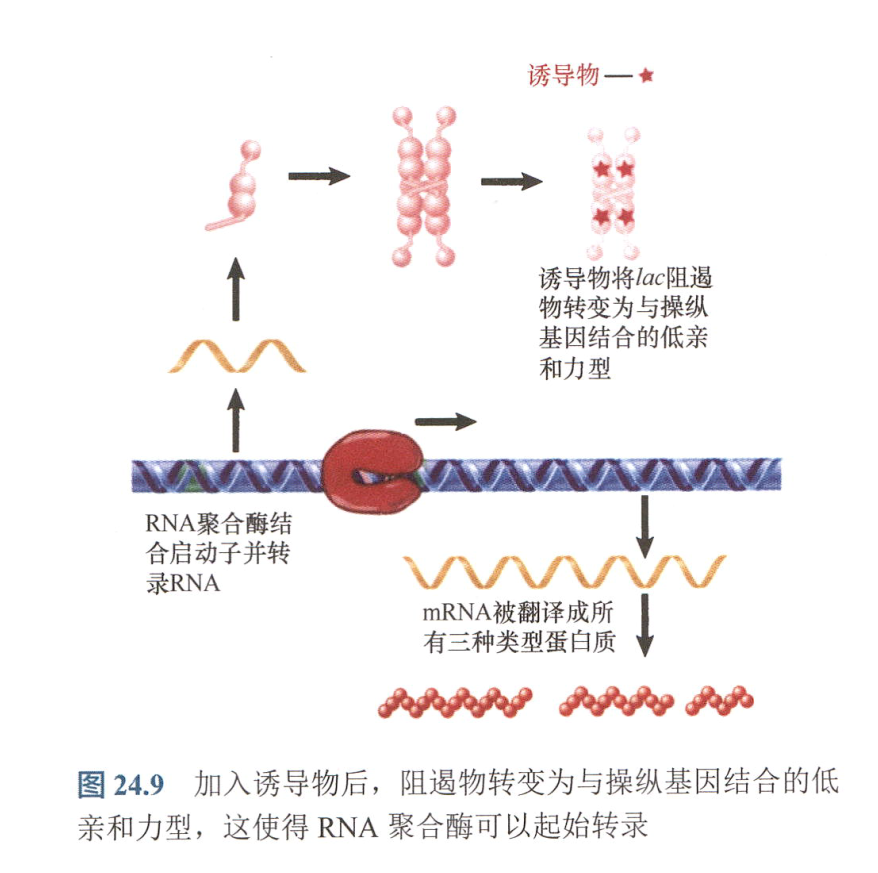 诱导物
诱导物将lac阻遏
物转变为与操纵
基因结合的低亲
和力型
RNA聚合酶结
合启动子并转
录RNA
mRNA被翻译成所
有三种类型蛋白质
图 24.9 加入诱导物后，阻遏物转变为与操纵基因结合的低
亲和力型，这使得 RNA 聚合酶可以起始转录